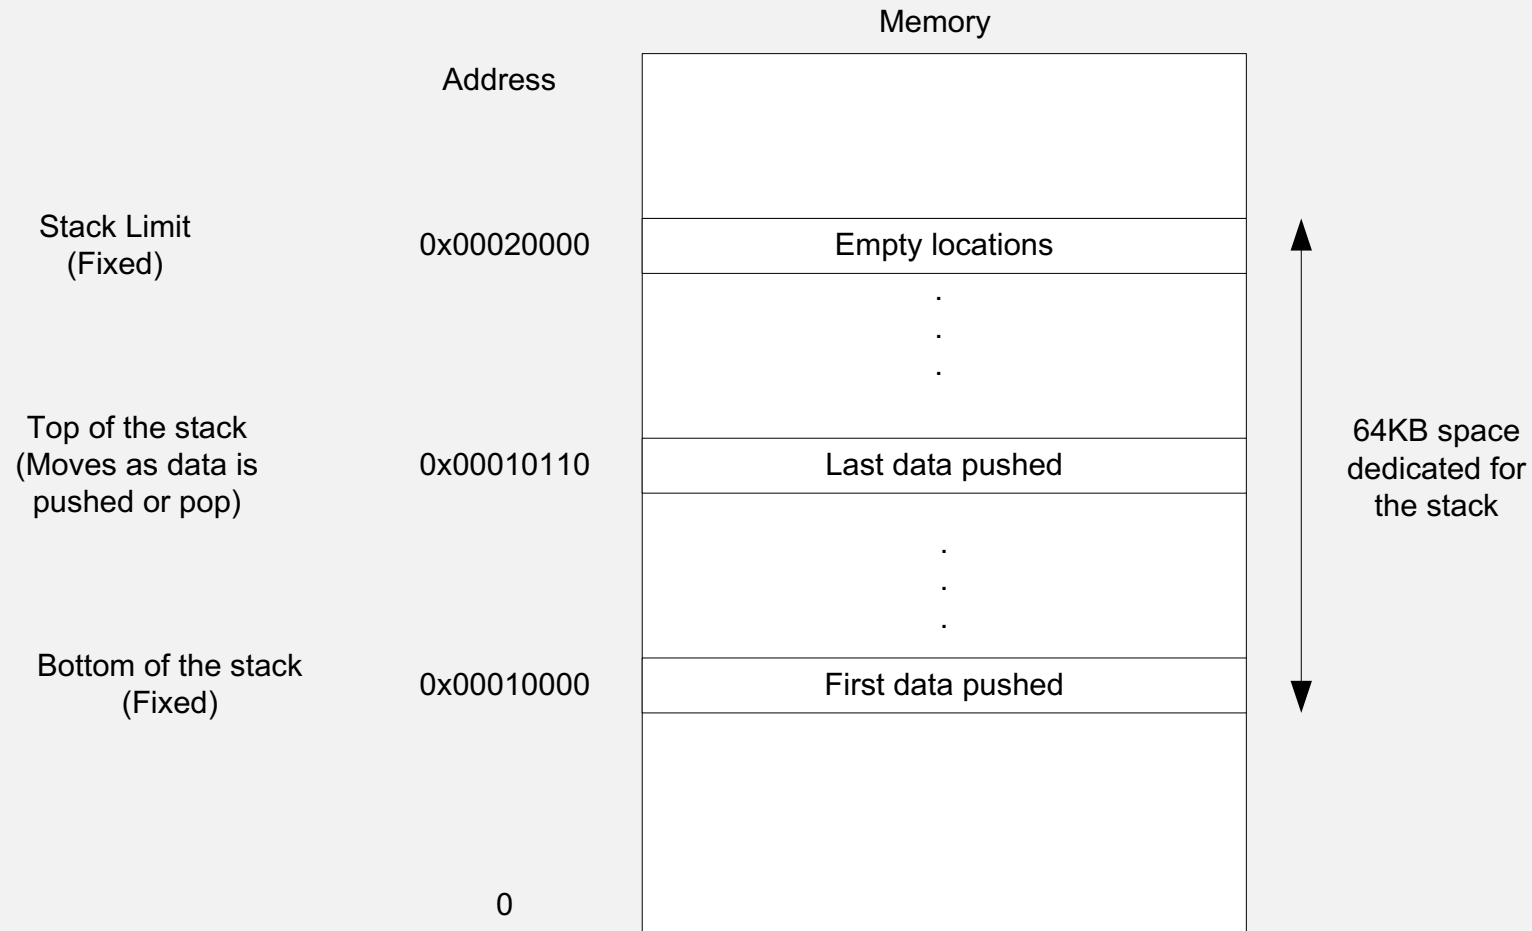 Memory
Address
Stack Limit
(Fixed)
0x00020000
Empty locations
.
.
.
Top of the stack
(Moves as data is
pushed or pop)
0x00010110
Last data pushed
64KB space
dedicated for
the stack
.
.
.
Bottom of the stack
(Fixed)
0x00010000
First data pushed
0